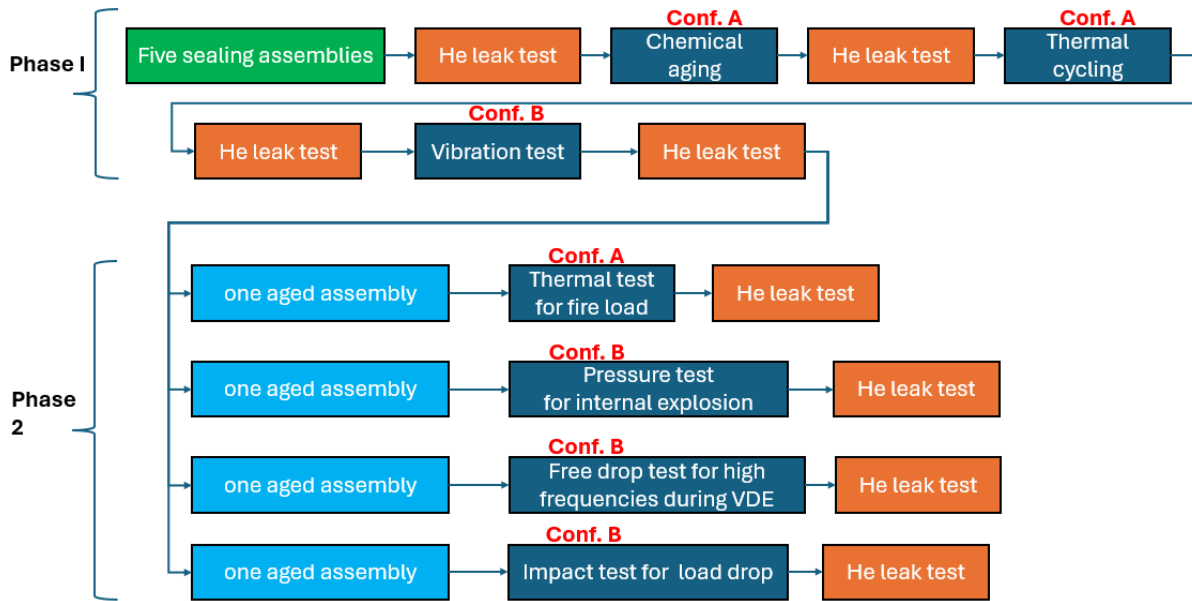 Conf. A
Conf. A
Phase I
Five sealing assemblies
He leak test
Chemical
aging
He leak test
Thermal
cycling
Conf. B
He leak test
Vibration test
He leak test
Phase
2
Conf. A
one aged assembly
Thermal test
for fire load
He leak test
Conf. B
one aged assembly
Pressure test
for internal explosion
He leak test
Conf. B
one aged assembly
Free drop test for high
frequencies during VDE
He leak test
Conf. B
one aged assembly
Impact test for load drop
He leak test